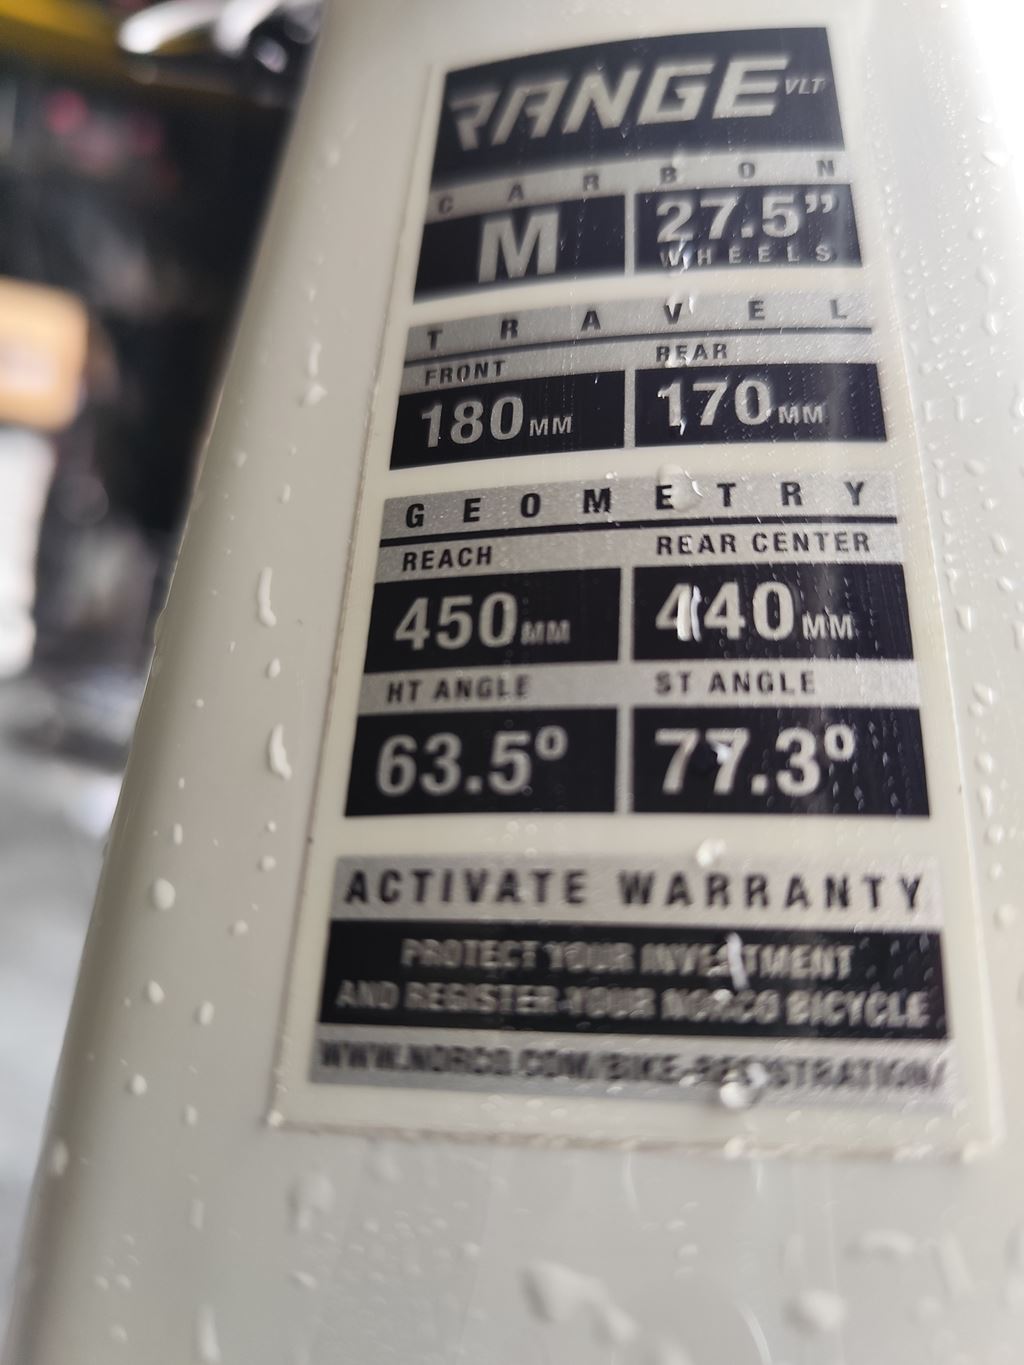 RANGE VLT
CARBON
M 27.5" WHEELS
TRAVEL
FRONT REAR
180MM 170MM
GEOMETRY
REACH REAR CENTER
450MM 440MM
HT ANGLE ST ANGLE
63.5º 77.3º
ACTIVATE WARRANTY
PROTECT YOUR INVESTMENT
AND REGISTER YOUR NORCO BICYCLE
WWW.NORCO.COM/BIKE-REGISTRATION/